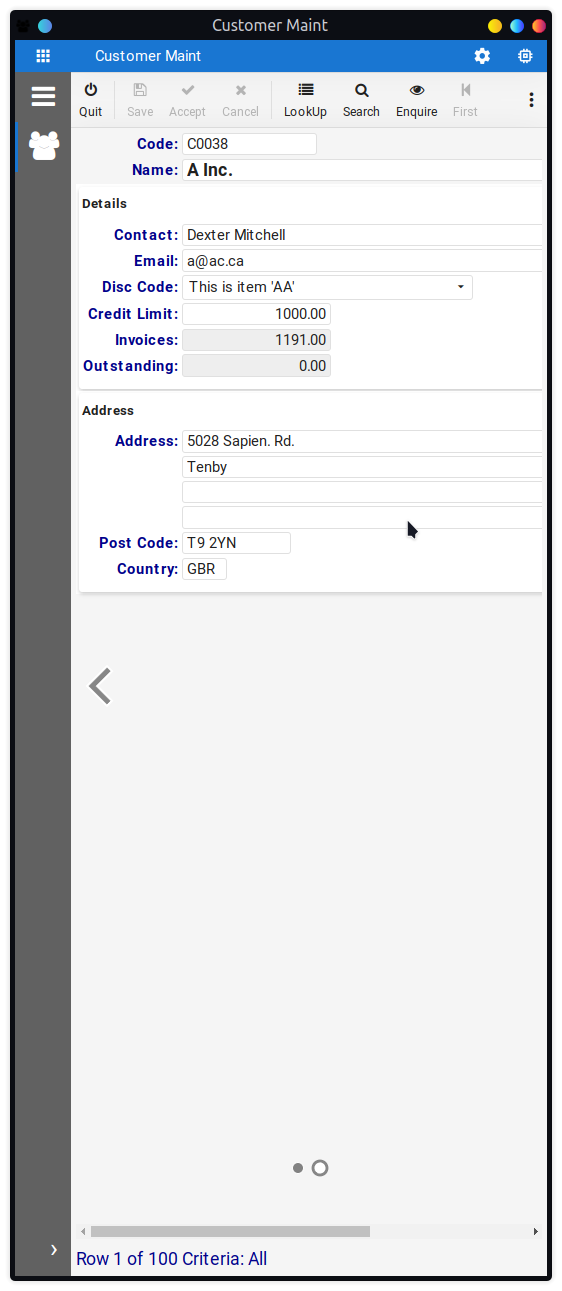 Customer Maint
Customer Maint
Quit Save Accept Cancel LookUp Search Enquire First
Code: C0038
Name: A Inc.
Details
Contact: Dexter Mitchell
Email: a@ac.ca
Disc Code: This is item 'AA'
Credit Limit: 1000.00
Invoices: 1191.00
Outstanding: 0.00
Address
Address: 5028 Sapien. Rd.
Tenby
Post Code: T9 2YN
Country: GBR
Row 1 of 100 Criteria: All